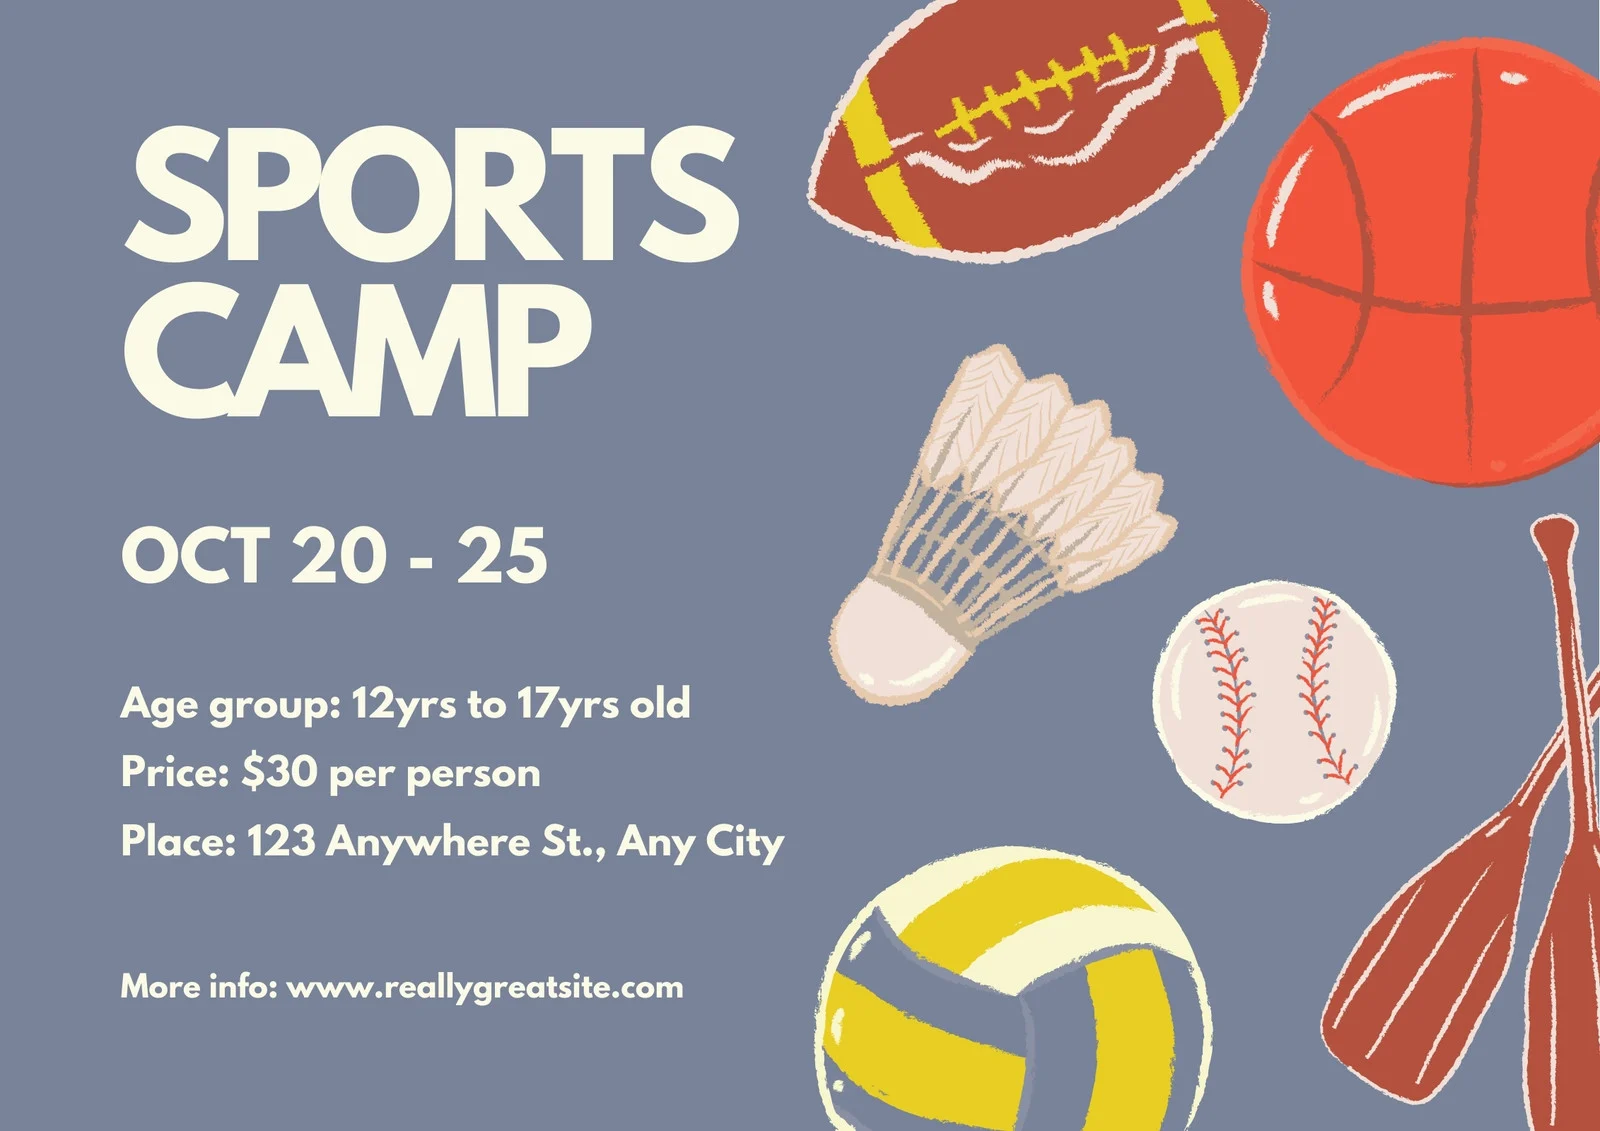 SPORTS
CAMP
OCT 20 - 25
Age group: 12yrs to 17yrs old
Price: $30 per person
Place: 123 Anywhere St., Any City
More info: www.reallygreatsite.com